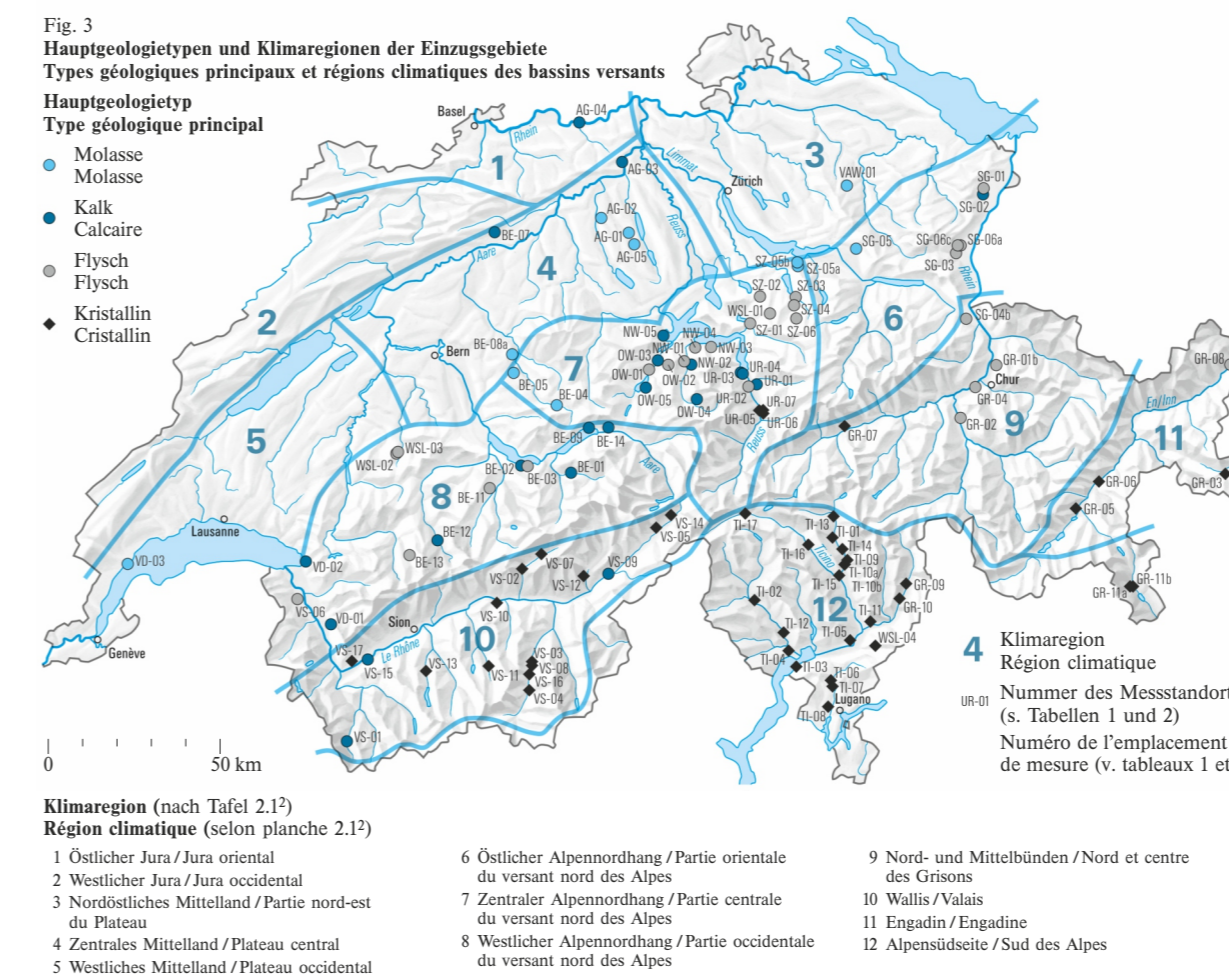 Fig. 3
Hauptgeologietypen und Klimaregionen der Einzugsgebiete
Types géologiques principaux et régions climatiques des bassins versants
Hauptgeologietyp
Type géologique principal
Molasse
Molasse
Kalk
Calcaire
Flysch
Flysch
Kristallin
Cristallin
Basel
AG-04
Rhein
1
AG-03
Limmat
3
Zürich
VAW-01
SG-01
SG-02
AG-02
AG-01
AG-05
Reuss
BE-07
Aare
4
SG-05
SG-06c
SG-06a
SG-03
Rhein
SZ-05b
SZ-05a
SZ-02
SZ-03
WSL-01
SZ-04
SZ-01
SZ-06
6
SG-04b
2
Bern
BE-08a
BE-05
7
BE-04
NW-05
NW-04
NW-01
NW-03
OW-03
NW-02
OW-01
OW-02
OW-05
OW-04
UR-04
UR-03
UR-01
UR-02
UR-07
UR-05
UR-06
Reuss
GR-01b
Chur
GR-04
GR-02
9
GR-08
En/Inn
11
GR-07
GR-06
GR-03
GR-05
5
WSL-03
WSL-02
BE-09
BE-14
BE-02
BE-03
BE-01
Aare
8
BE-11
BE-12
BE-13
Lausanne
VD-03
VD-02
VS-14
VS-05
VS-07
VS-02
VS-12
VS-09
TI-17
TI-13
TI-01
TI-14
TI-16
Ticino
TI-09
TI-10a
TI-15
TI-10b
TI-02
12
GR-09
GR-10
GR-11b
GR-11a
VS-06
VD-01
Sion
VS-10
10
Le Rhône
VS-17
VS-15
VS-13
VS-11
VS-03
VS-08
VS-16
VS-04
TI-12
TI-11
TI-05
WSL-04
TI-04
TI-03
TI-06
TI-07
Lugano
TI-08
Genève
VS-01
4 Klimaregion
Région climatique
UR-01 Nummer des Messstandort
(s. Tabellen 1 und 2)
Numéro de l'emplacement
de mesure (v. tableaux 1 et
0 50 km
Klimaregion (nach Tafel 2.1²)
Région climatique (selon planche 2.1²)
1 Östlicher Jura / Jura oriental
2 Westlicher Jura / Jura occidental
3 Nordöstliches Mittelland / Partie nord-est
du Plateau
4 Zentrales Mittelland / Plateau central
5 Westliches Mittelland / Plateau occidental
6 Östlicher Alpennordhang / Partie orientale
du versant nord des Alpes
7 Zentraler Alpennordhang / Partie centrale
du versant nord des Alpes
8 Westlicher Alpennordhang / Partie occidentale
du versant nord des Alpes
9 Nord- und Mittelbünden / Nord et centre
des Grisons
10 Wallis / Valais
11 Engadin / Engadine
12 Alpensüdseite / Sud des Alpes